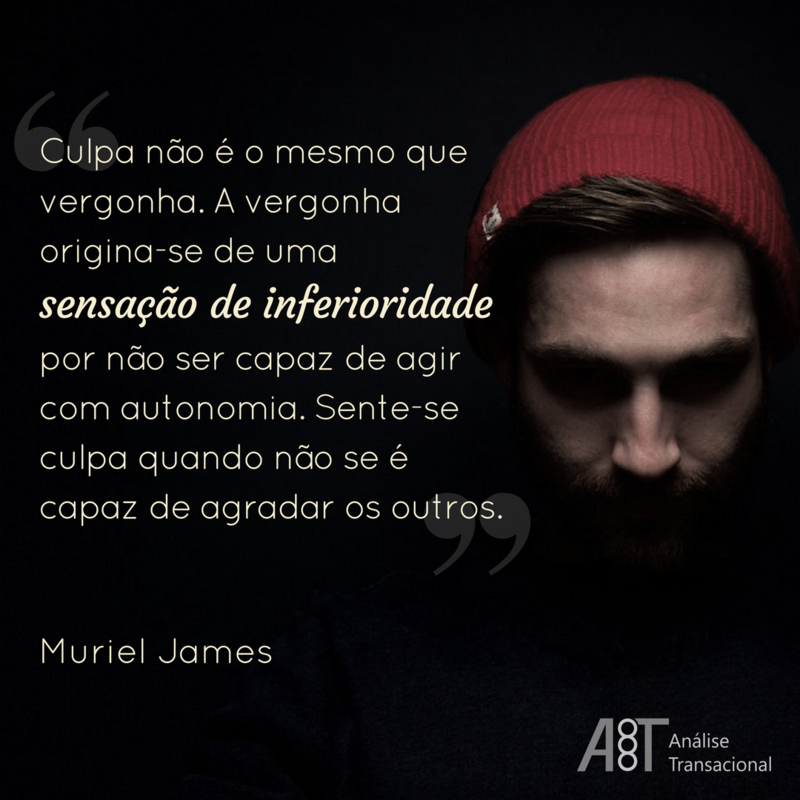 Culpa não é o mesmo que
vergonha. A vergonha
origina-se de uma
sensação de inferioridade
por não ser capaz de agir
com autonomia. Sente-se
culpa quando não se é
capaz de agradar os outros.
Muriel James
A88T Análise
Transacional